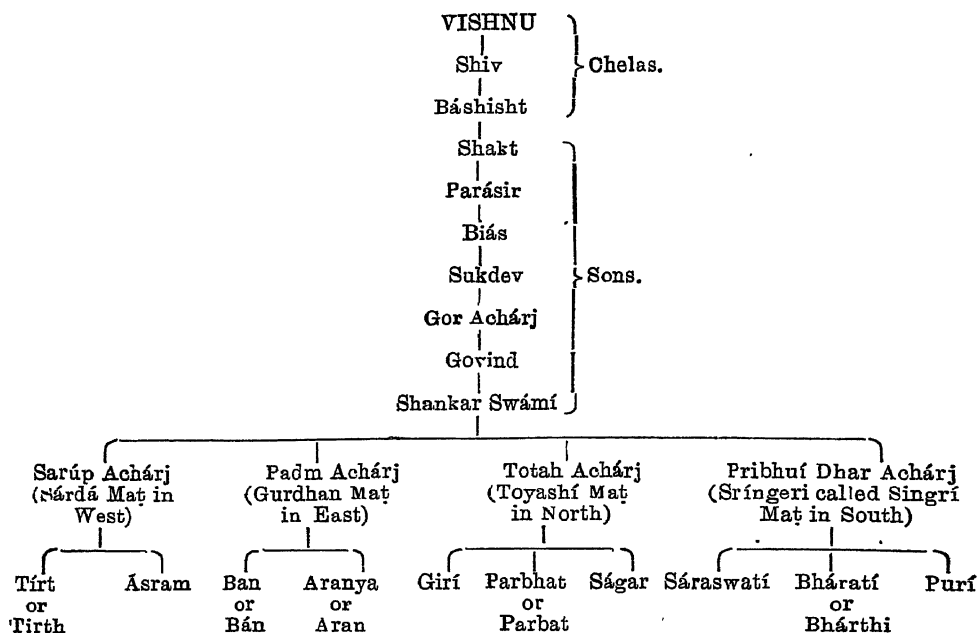 VISHNU
Shiv
Báshisht
Chelas.
Shakt
Parásir
Biás
Sukdev
Gor Achárj
Govind
Shankar Swámí
Sons.
Sarúp Achárj
(Sárdá Maṭ in
West)
Padm Achárj
(Gurdhan Maṭ
in East)
Totah Achárj
(Toyashí Maṭ
in North)
Pribhuí Dhar Achárj
(Sríngeri called Singrí
Maṭ in South)
Tírt
or
Tirth
Ásram
Ban
or
Bán
Aranya
or
Aran
Girí
Parbhat
or
Parbat
Ságar
Sáraswatí
Bháratí
or
Bhárthi
Purí